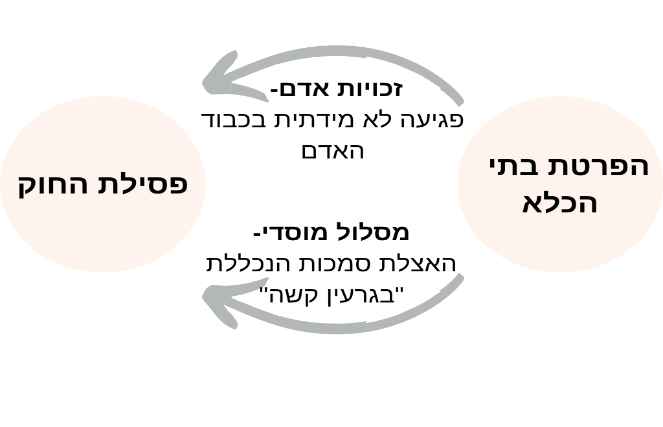 הפרטת בתי
הכלא
זכויות אדם-
פגיעה לא מידתית בכבוד
האדם
מסלול מוסדי-
האצלת סמכות הנכללת
"בגרעין קשה"
פסילת החוק